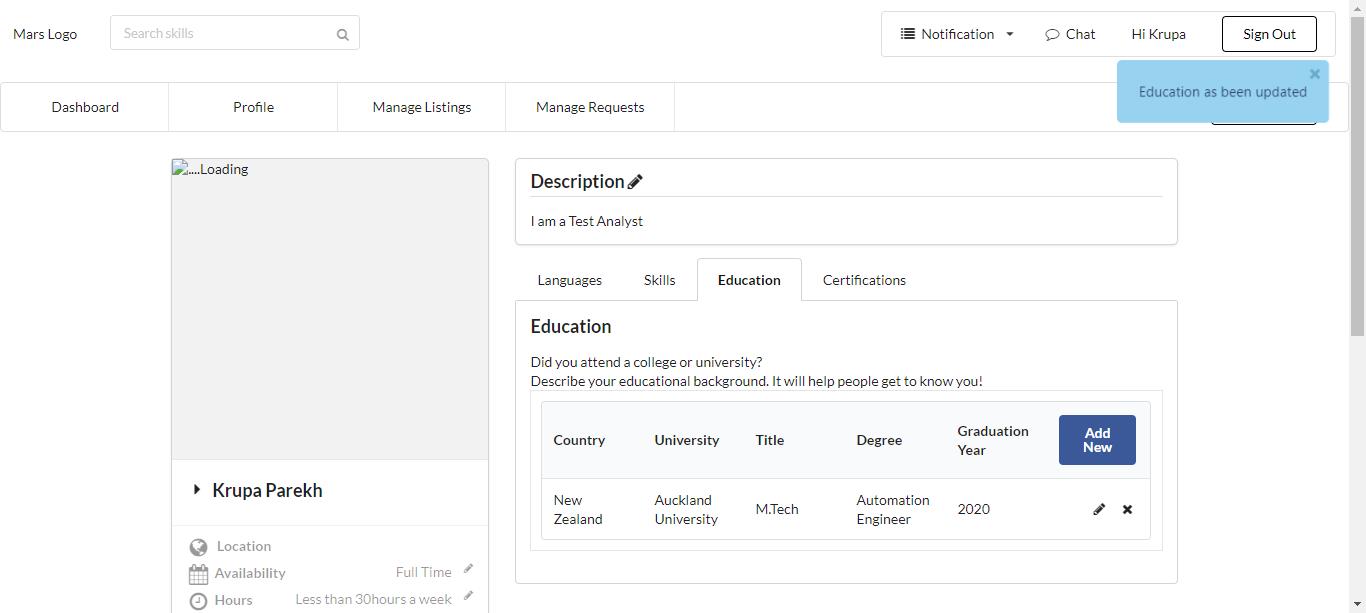 Mars Logo
Search skills
Notification
Chat
Hi Krupa
Sign Out
Education as been updated
Dashboard
Profile
Manage Listings
Manage Requests
....Loading
Description
I am a Test Analyst
Languages
Skills
Education
Certifications
Education
Did you attend a college or university?
Describe your educational background. It will help people get to know you!
Country
University
Title
Degree
Graduation
Year
Add
New
New
Zealand
Auckland
University
M.Tech
Automation
Engineer
2020
Krupa Parekh
Location
Availability
Full Time
Hours
Less than 30hours a week